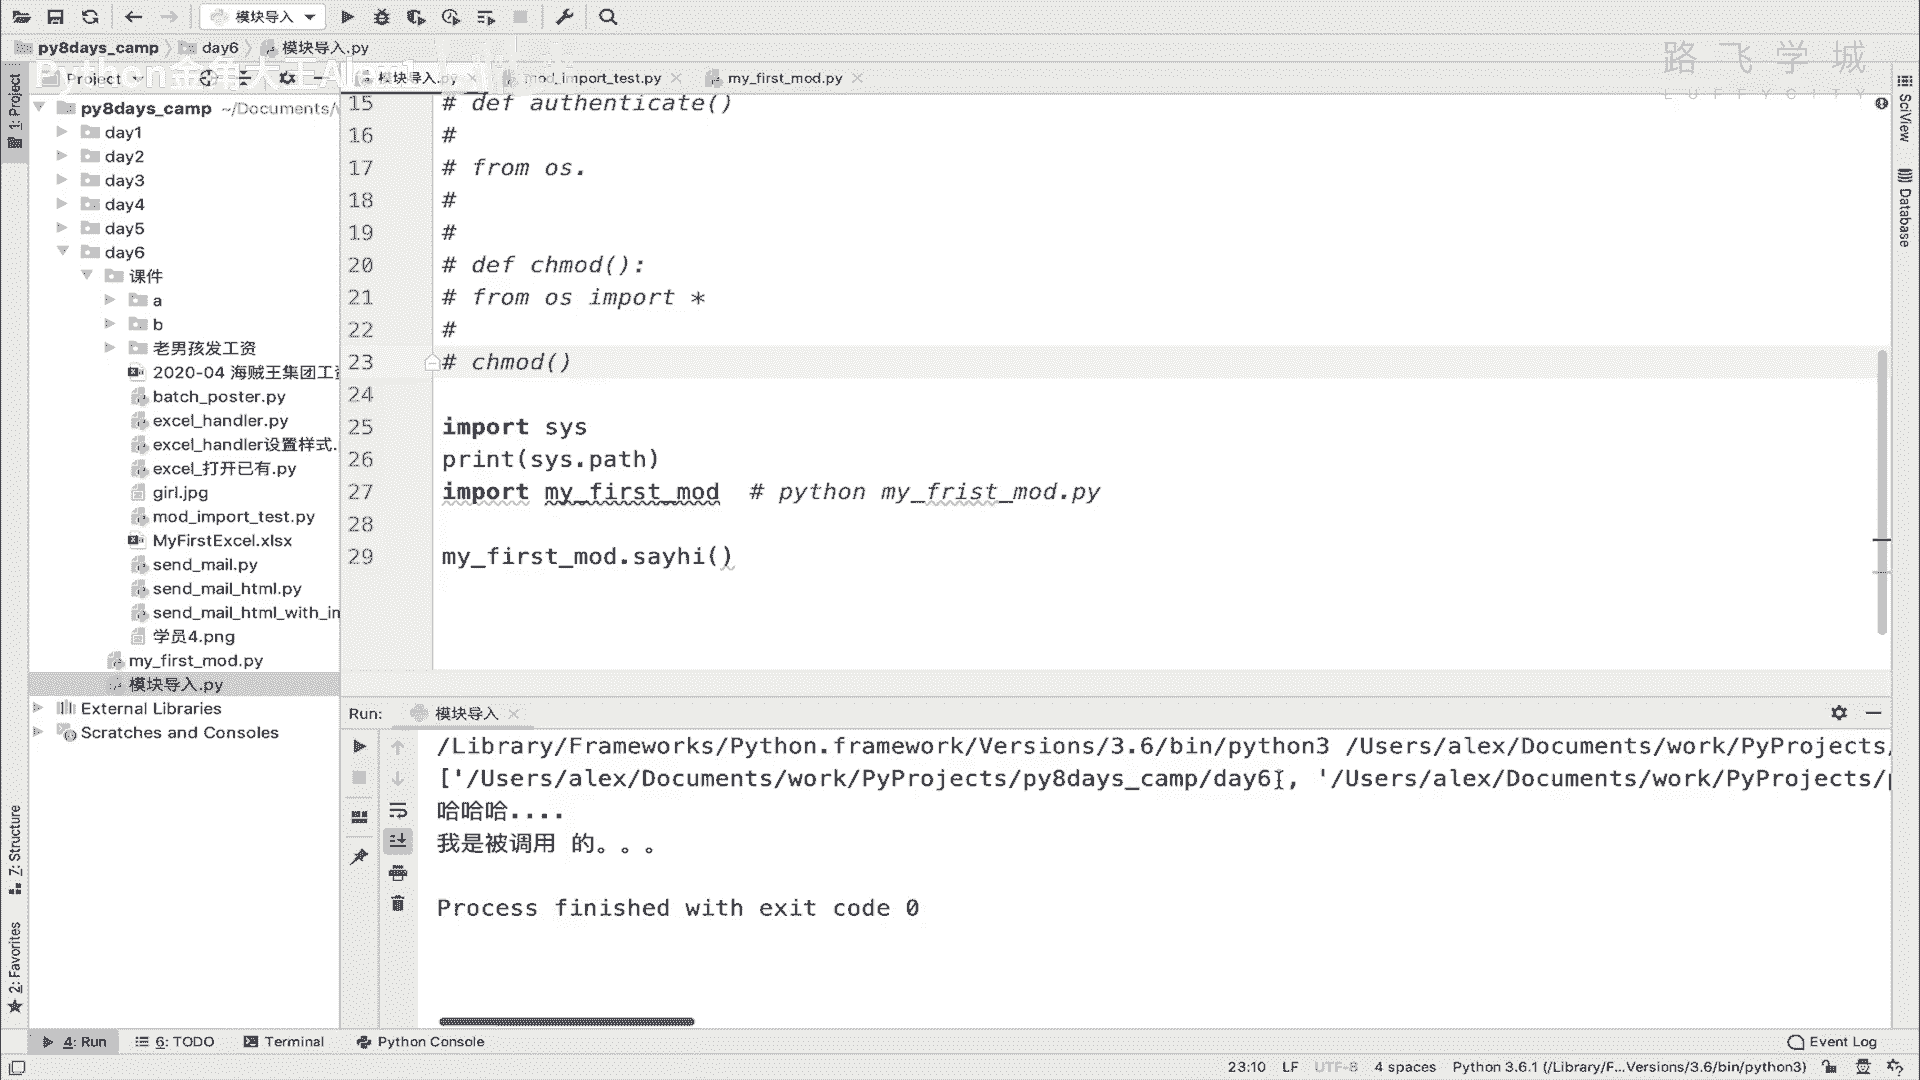 模块导入
py8days_camp day6 模块导入.py
路飞学城
LUFFYCITY
Python金角大王Alex1
Project
模块导入.py
mod_import_test.py
my_first_mod.py
1: Project
py8days_camp ~/Documents/
day1
day2
day3
day4
day5
day6
课件
a
b
老男孩发工资
2020-04 海贼王集团工
batch_poster.py
excel_handler.py
excel_handler设置样式.
excel_打开已有.py
girl.jpg
mod_import_test.py
MyFirstExcel.xlsx
send_mail.py
send_mail_html.py
send_mail_html_with_in
学员4.png
my_first_mod.py
模块导入.py
External Libraries
Scratches and Consoles
15 # def authenticate()
16 #
17 # from os.
18 #
19 #
20 # def chmod():
21 # from os import *
22 #
23 # chmod()
24
25 import sys
26 print(sys.path)
27 import my_first_mod # python my_frist_mod.py
28
29 my_first_mod.sayhi()
SciView
Database
Run: 模块导入
/Library/Frameworks/Python.framework/Versions/3.6/bin/python3 /Users/alex/Documents/work/PyProjects/
['/Users/alex/Documents/work/PyProjects/py8days_camp/day6', '/Users/alex/Documents/work/PyProjects/
哈哈哈....
我是被调用 的。。。
Process finished with exit code 0
7: Structure
2: Favorites
4: Run
6: TODO
Terminal
Python Console
Event Log
23:10 LF UTF-8 4 spaces Python 3.6.1 (/Library/F...Versions/3.6/bin/python3)